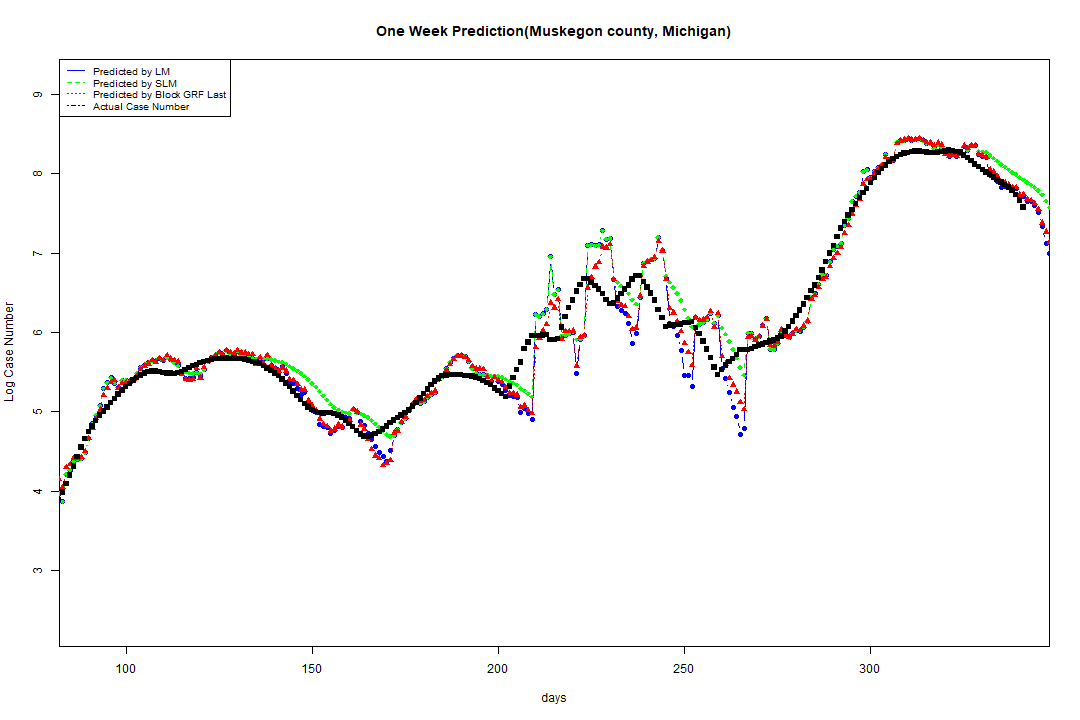 One Week Prediction(Muskegon county, Michigan)
Predicted by LM
Predicted by SLM
Predicted by Block GRF Last
Actual Case Number
9
8
7
6
5
4
3
Log Case Number
100 150 200 250 300
days